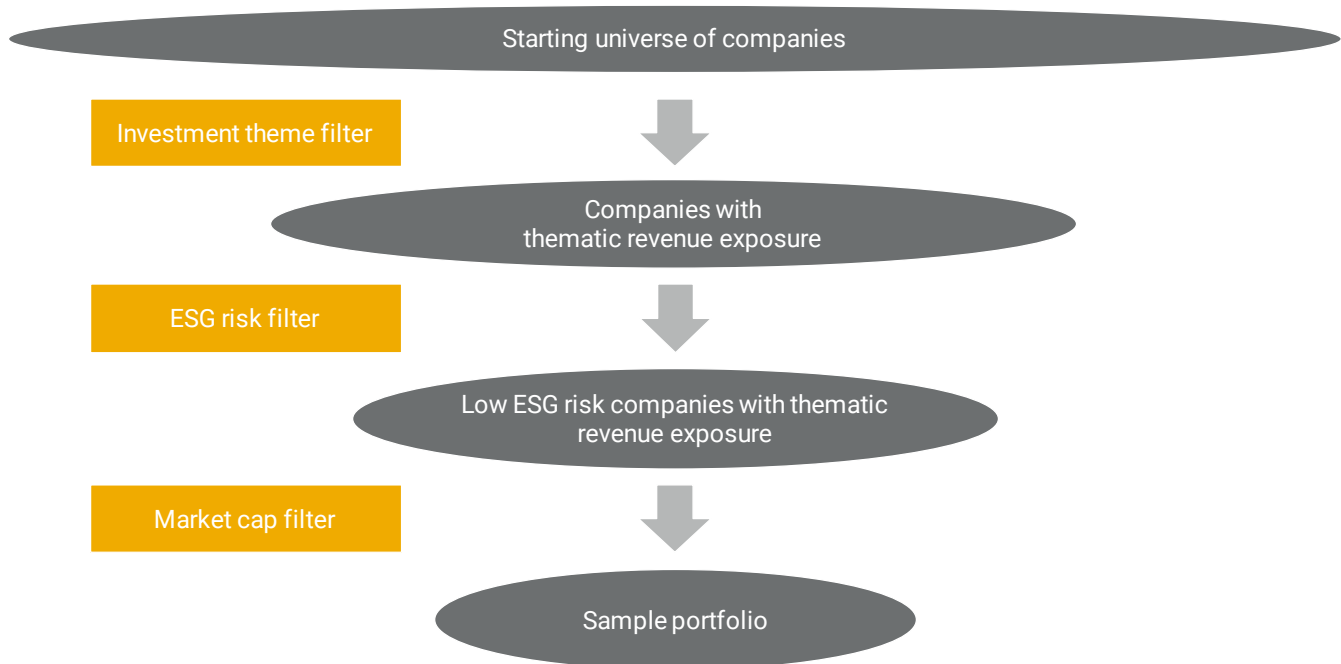 Starting universe of companies
Investment theme filter
Companies with
thematic revenue exposure
ESG risk filter
Low ESG risk companies with thematic
revenue exposure
Market cap filter
Sample portfolio